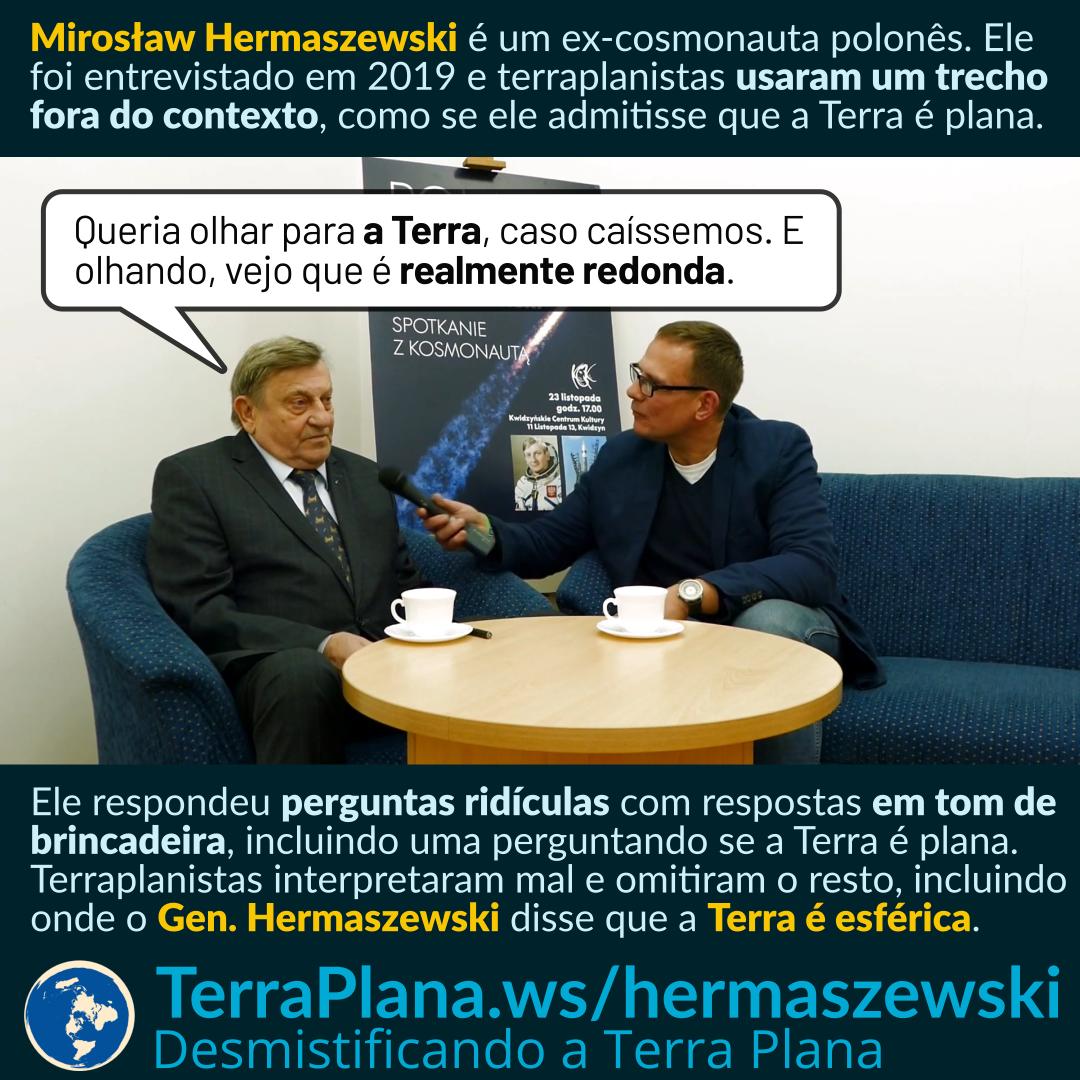 Mirosław Hermaszewski é um ex-cosmonauta polonês. Ele
foi entrevistado em 2019 e terraplanistas usaram um trecho
fora do contexto, como se ele admitisse que a Terra é plana.
Queria olhar para a Terra, caso caíssemos. E
olhando, vejo que é realmente redonda.
SPOTKANIE
Z KOSMONAUTĄ
23 listopada
godz. 17.00
Kwidzyńskie Centrum Kultury
11 Listopada 13, Kwidzyn
Ele respondeu perguntas ridículas com respostas em tom de
brincadeira, incluindo uma perguntando se a Terra é plana.
Terraplanistas interpretaram mal e omitiram o resto, incluindo
onde o Gen. Hermaszewski disse que a Terra é esférica.
TerraPlana.ws/hermaszewski
Desmistificando a Terra Plana